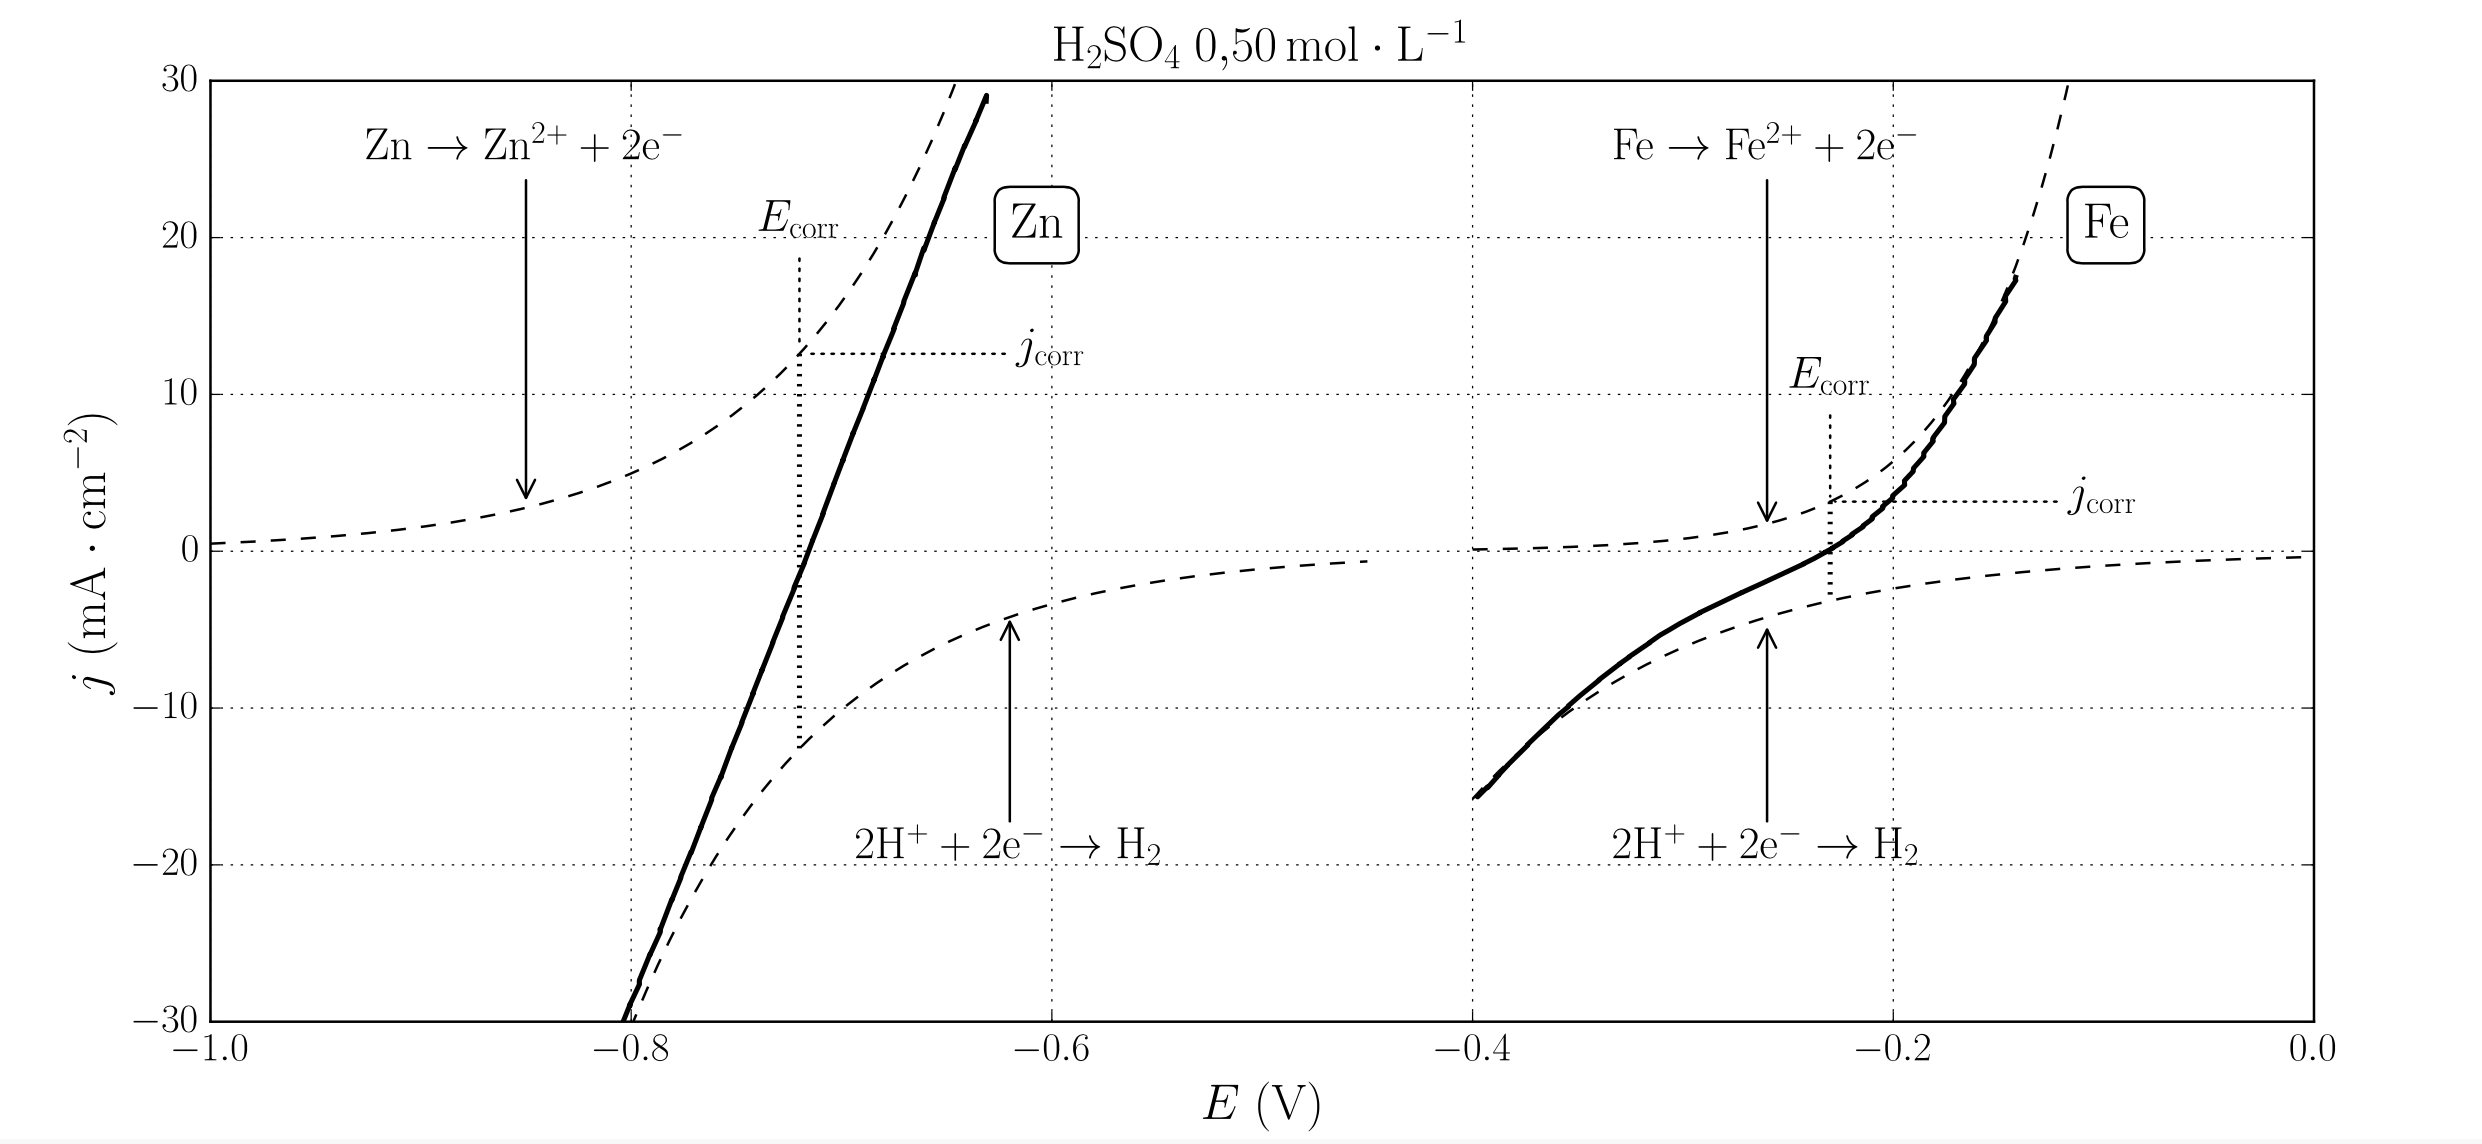 H₂SO₄ 0,50 mol · L⁻¹
30
Zn → Zn²⁺ + 2e⁻
Fe → Fe²⁺ + 2e⁻
E_corr
Zn
Fe
20
j_corr
E_corr
10
j_corr
0
j (mA · cm⁻²)
−10
2H⁺ + 2e⁻ → H₂
2H⁺ + 2e⁻ → H₂
−20
−30
−1.0 −0.8 −0.6 −0.4 −0.2 0.0
E (V)